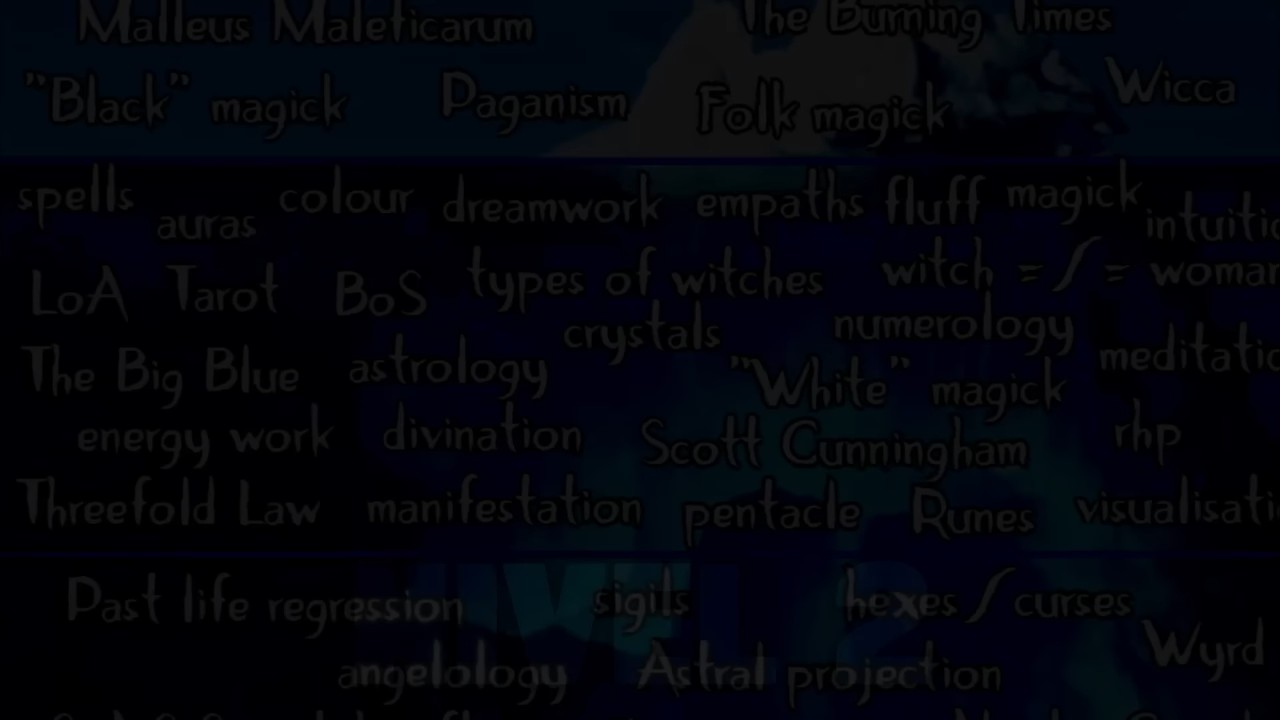 Malleus Maleficarum The Burning Times
"Black" magick Paganism Folk magick Wicca
spells auras colour dreamwork empaths fluff magick
LoA Tarot BoS types of witches witch =/=
crystals numerology
The Big Blue astrology "White" magick
energy work divination Scott Cunningham rhp
Threefold Law manifestation pentacle Runes
LEVEL 2
Past life regression sigils hexes / curses
angelology Astral projection Wyrd